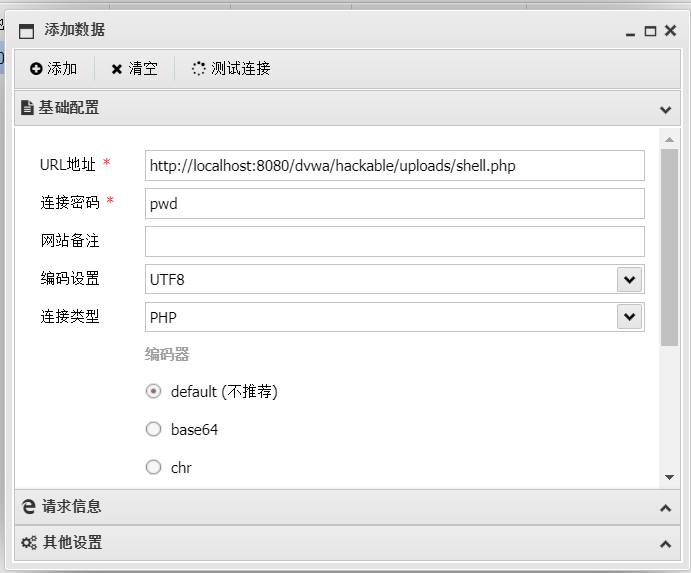 添加数据
添加 清空 测试连接
基础配置
URL地址 * http://localhost:8080/dvwa/hackable/uploads/shell.php
连接密码 * pwd
网站备注
编码设置 UTF8
连接类型 PHP
编码器
default (不推荐)
base64
chr
请求信息
其他设置